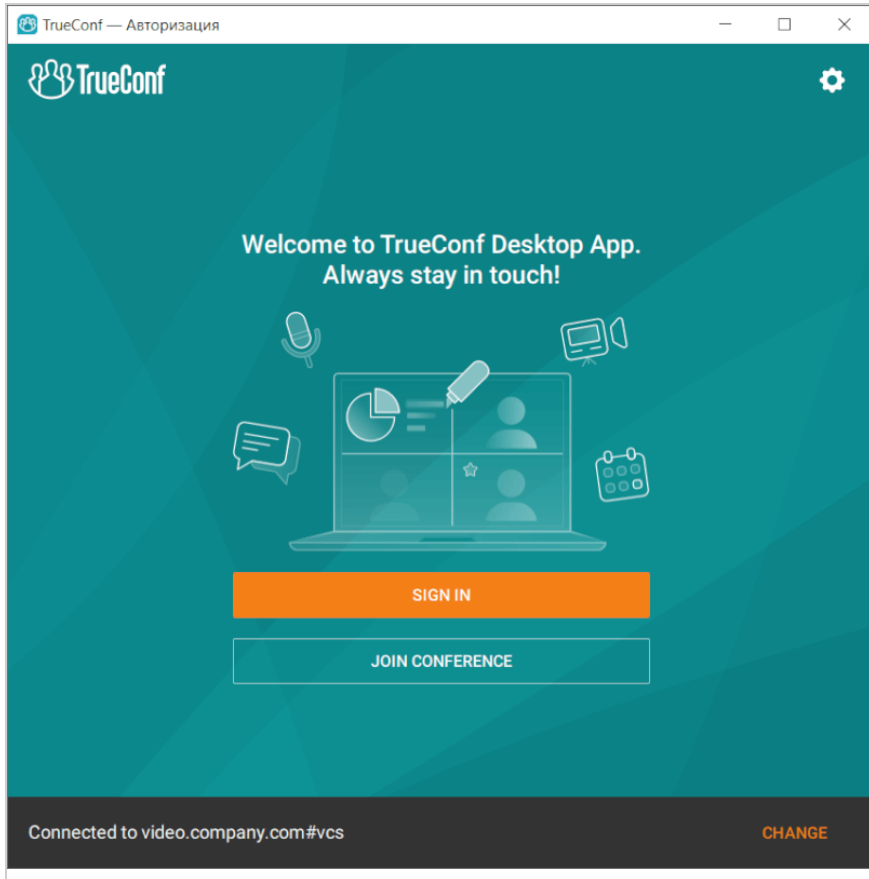 TrueConf — Авторизация
TrueConf
Welcome to TrueConf Desktop App.
Always stay in touch!
SIGN IN
JOIN CONFERENCE
Connected to video.company.com#vcs
CHANGE